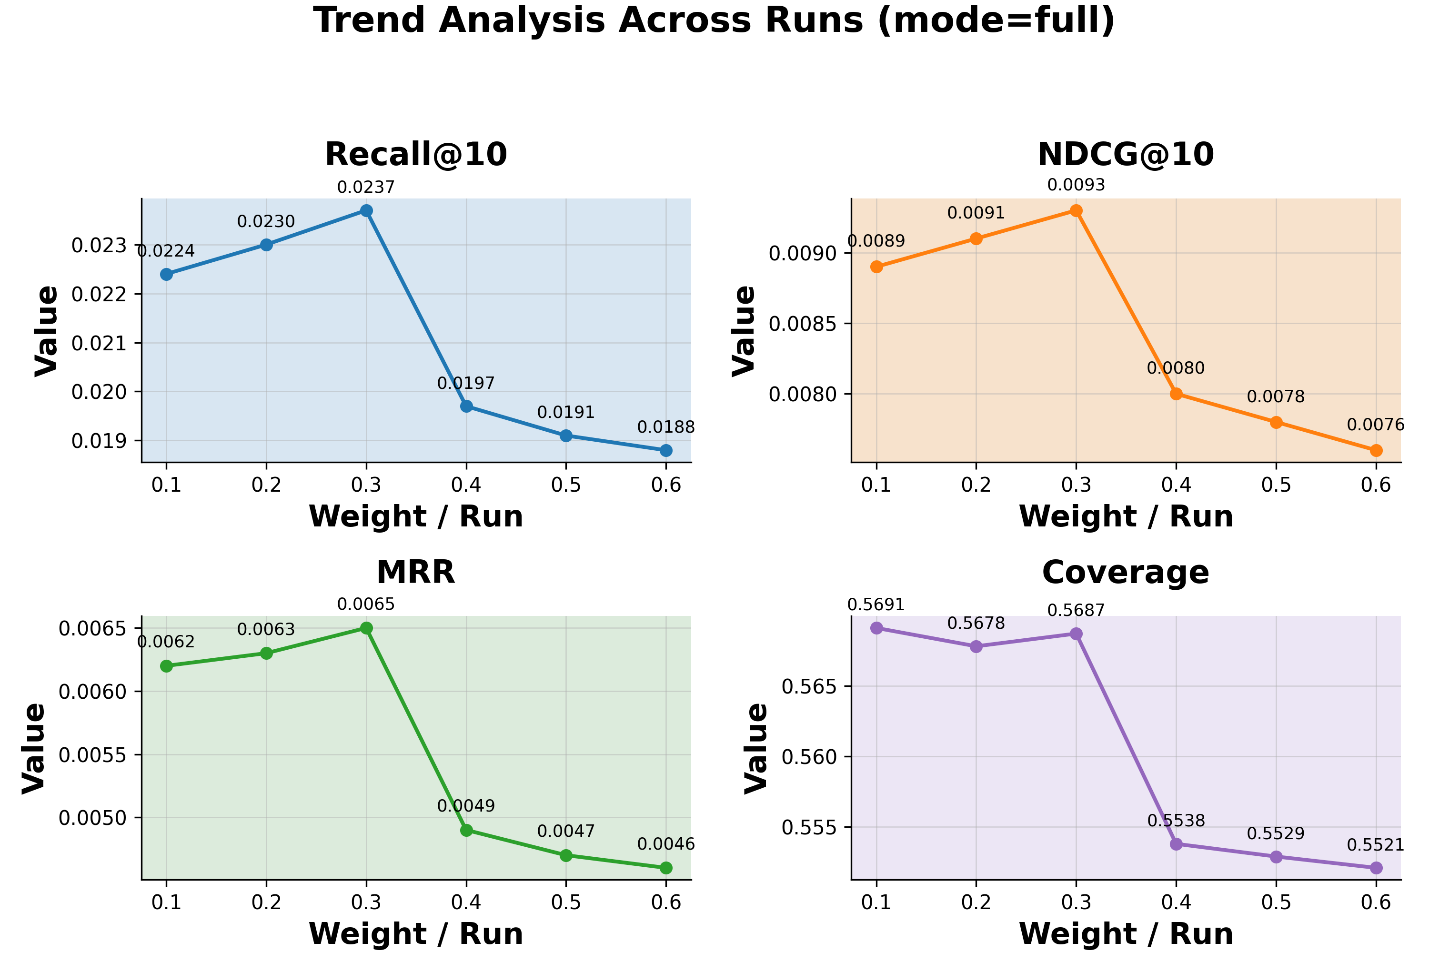 Trend Analysis Across Runs (mode=full)
Recall@10
0.0224
0.0230
0.0237
0.0197
0.0191
0.0188
0.023
0.022
0.021
0.020
0.019
Value
0.1 0.2 0.3 0.4 0.5 0.6
Weight / Run
NDCG@10
0.0089
0.0091
0.0093
0.0080
0.0078
0.0076
0.0090
0.0085
0.0080
Value
0.1 0.2 0.3 0.4 0.5 0.6
Weight / Run
MRR
0.0062
0.0063
0.0065
0.0049
0.0047
0.0046
0.0065
0.0060
0.0055
0.0050
Value
0.1 0.2 0.3 0.4 0.5 0.6
Weight / Run
Coverage
0.5691
0.5678
0.5687
0.5538
0.5529
0.5521
0.565
0.560
0.555
Value
0.1 0.2 0.3 0.4 0.5 0.6
Weight / Run